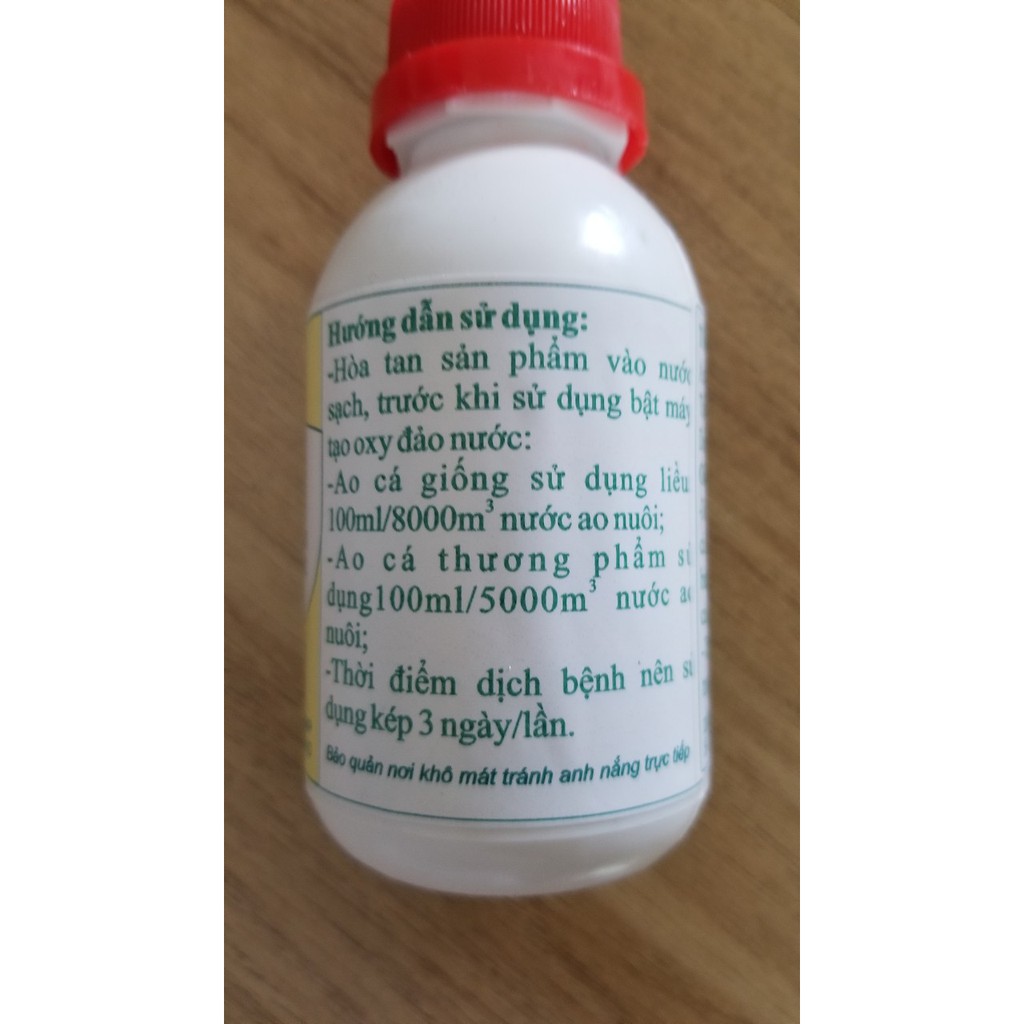 Hướng dẫn sử dụng:
-Hòa tan sản phẩm vào nước
sạch, trước khi sử dụng bật máy
tạo oxy đảo nước:
-Ao cá giống sử dụng liều
100ml/8000m³ nước ao nuôi;
-Ao cá thương phẩm sử
dụng100ml/5000m³ nước ao
nuôi;
-Thời điểm dịch bệnh nên sử
dụng kép 3 ngày/lần.
Bảo quản nơi khô mát tránh anh nắng trực tiếp